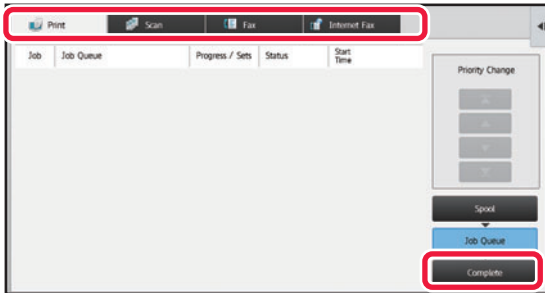 Print Scan Fax Internet Fax
Job Job Queue Progress / Sets Status Start
Time
Priority Change
Spool
Job Queue
Complete